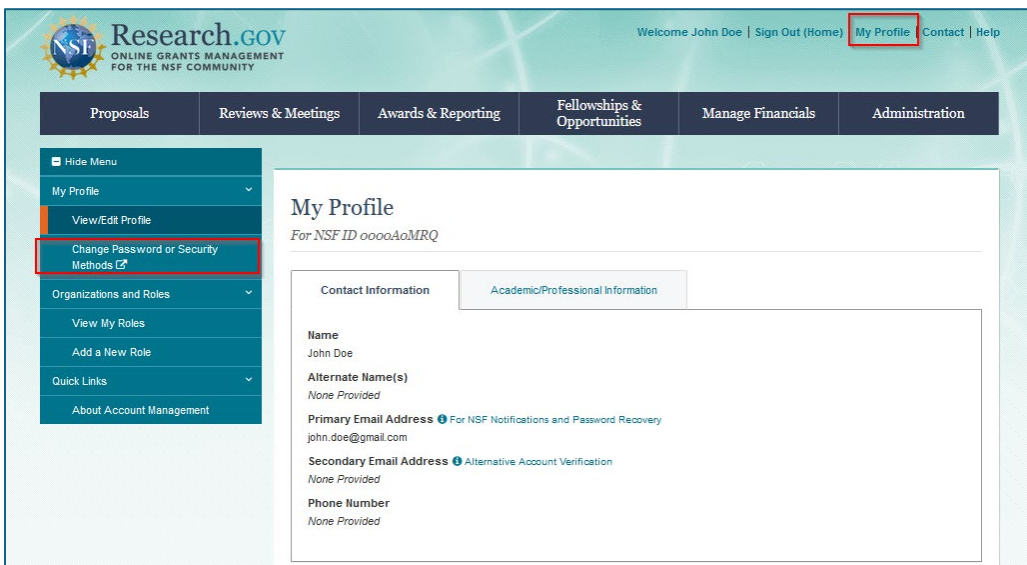 NSF
Research.GOV
ONLINE GRANTS MANAGEMENT
FOR THE NSF COMMUNITY
Welcome John Doe | Sign Out (Home) | My Profile | Contact | Help
Proposals
Reviews & Meetings
Awards & Reporting
Fellowships &
Opportunities
Manage Financials
Administration
Hide Menu
My Profile
View/Edit Profile
Change Password or Security
Methods
Organizations and Roles
View My Roles
Add a New Role
Quick Links
About Account Management
My Profile
For NSF ID 0000A0MRQ
Contact Information
Academic/Professional Information
Name
John Doe
Alternate Name(s)
None Provided
Primary Email Address For NSF Notifications and Password Recovery
john.doe@gmail.com
Secondary Email Address Alternative Account Verification
None Provided
Phone Number
None Provided